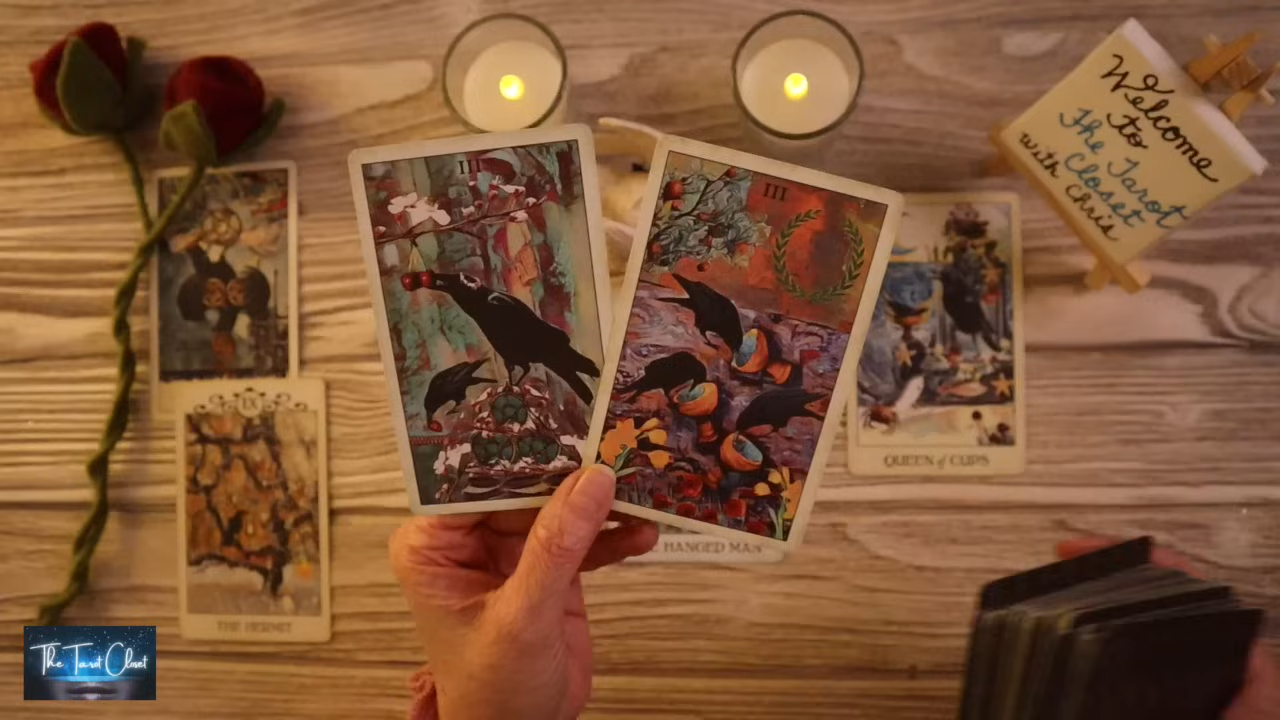 III
III
Welcome
to
The Tarot
Closet
with Chris
QUEEN of CUPS
HANGED MAN
IX
THE HERMIT
The Tarot Closet